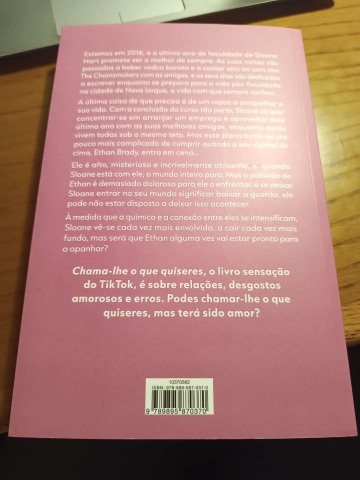 Estamos em 2016, e o último ano de faculdade de Sloane
Hart promete ser o melhor de sempre. As suas noites são
passadas a beber vodca barata e a cantar alto ao som dos
The Chainsmokers com as amigas, e os seus dias são dedicados
a escrever enquanto se prepara para a vida pós-faculdade
na cidade de Nova Iorque, a vida com que sempre sonhou.
A última coisa de que precisa é de um rapaz a atrapalhar a
sua vida. Com a conclusão do curso tão perto, Sloane só quer
concentrar-se em arranjar um emprego e aproveitar este
último ano com as suas melhores amigas, enquanto ainda
vivem todas sob o mesmo teto. Mas esse plano torna-se um
pouco mais complicado de cumprir quando o seu vizinho de
cima, Ethan Brady, entra em cena...
Ele é alto, misterioso e incrivelmente atraente, e, quando
Sloane está com ele, o mundo inteiro para. Mas o passado de
Ethan é demasiado doloroso para ele o enfrentar, e se deixar
Sloane entrar no seu mundo significar baixar a guarda, ele
pode não estar disposto a deixar isso acontecer.
À medida que a química e a conexão entre eles se intensificam,
Sloane vê-se cada vez mais envolvida, a cair cada vez mais
fundo, mas será que Ethan alguma vez vai estar pronto para
a apanhar?
Chama-lhe o que quiseres, o livro sensação
do TikTok, é sobre relações, desgostos
amorosos e erros. Podes chamar-lhe o que
quiseres, mas terá sido amor?
10370582
ISBN: 978-989-587-037-0
9 789895 870370